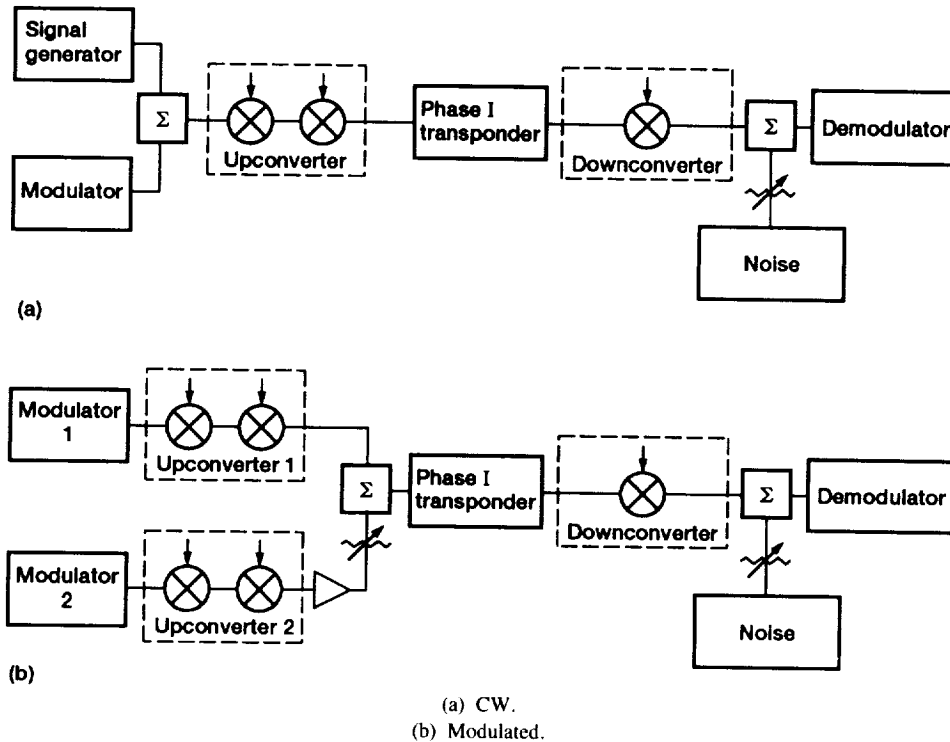 Signal
generator
Σ
Modulator
Upconverter
Phase I
transponder
Downconverter
Σ
Demodulator
Noise
(a)
Modulator
1
Upconverter 1
Modulator
2
Upconverter 2
Σ
Phase I
transponder
Downconverter
Σ
Demodulator
Noise
(b)
(a) CW.
(b) Modulated.